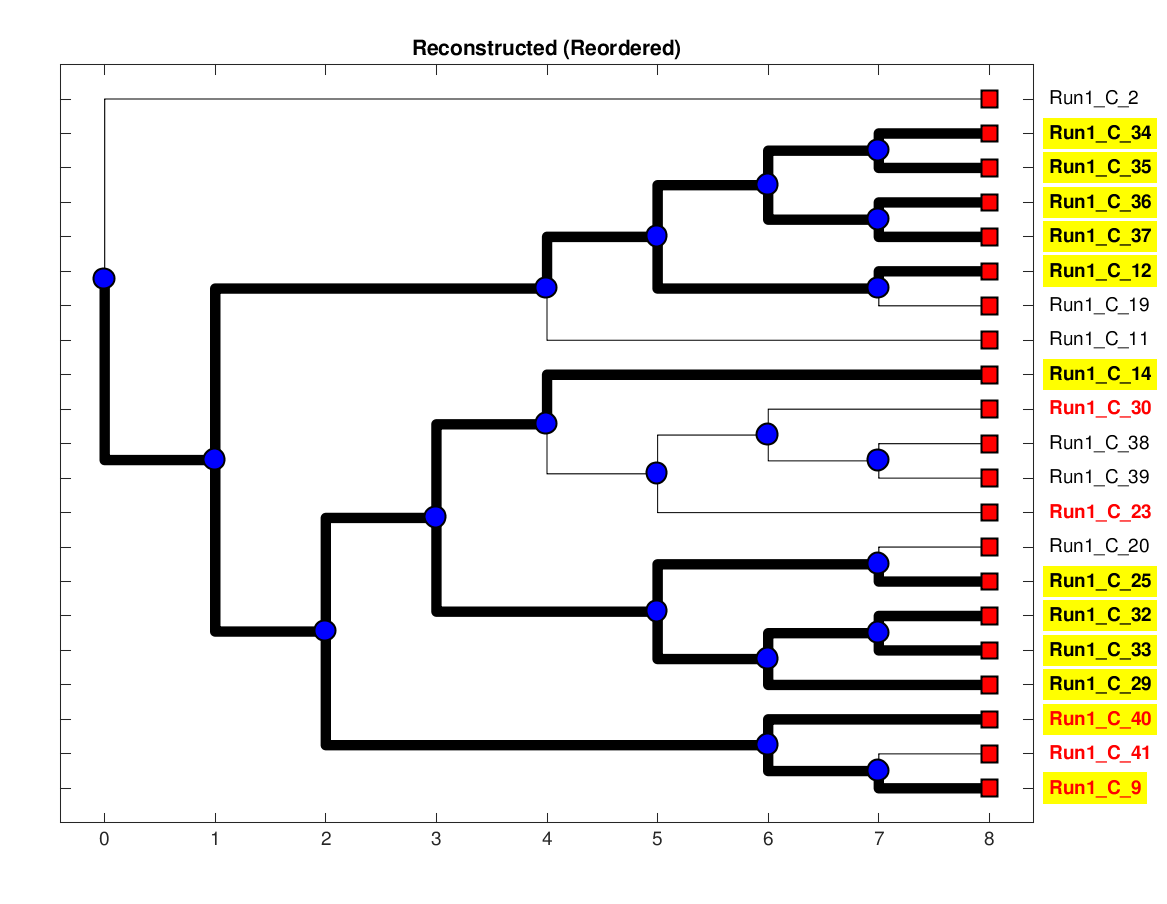 Reconstructed (Reordered)
Run1_C_2
Run1_C_34
Run1_C_35
Run1_C_36
Run1_C_37
Run1_C_12
Run1_C_19
Run1_C_11
Run1_C_14
Run1_C_30
Run1_C_38
Run1_C_39
Run1_C_23
Run1_C_20
Run1_C_25
Run1_C_32
Run1_C_33
Run1_C_29
Run1_C_40
Run1_C_41
Run1_C_9
0 1 2 3 4 5 6 7 8